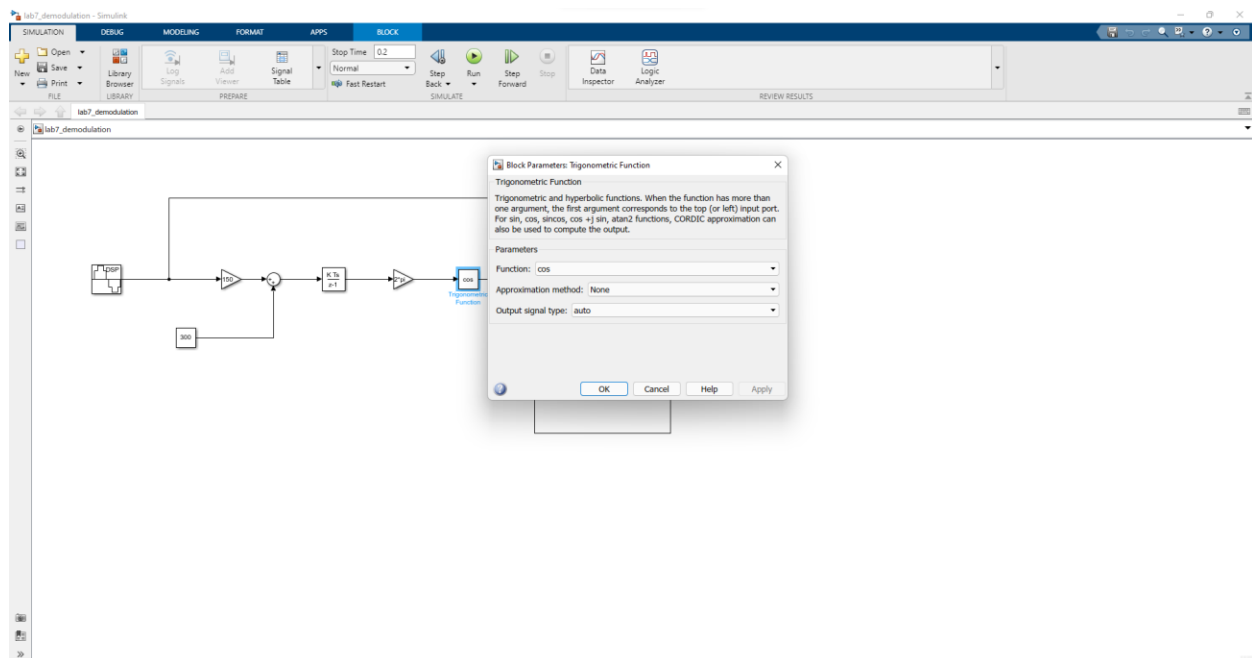 lab7_demodulation - Simulink
SIMULATION DEBUG MODELING FORMAT APPS BLOCK
New
Open
Save
Print
FILE
Library Browser
LIBRARY
Log Signals
Add Viewer
Signal Table
PREPARE
Stop Time 0.2
Normal
Fast Restart
Step Back
Run
Step Forward
Stop
SIMULATE
Data Inspector
Logic Analyzer
REVIEW RESULTS
lab7_demodulation
lab7_demodulation
Block Parameters: Trigonometric Function
Trigonometric Function
Trigonometric and hyperbolic functions. When the function has more than
one argument, the first argument corresponds to the top (or left) input port.
For sin, cos, sincos, cos +j sin, atan2 functions, CORDIC approximation can
also be used to compute the output.
Parameters
Function: cos
Approximation method: None
Output signal type: auto
OK Cancel Help Apply
DSP
150
K Ts
z-1
2*pi
cos
Trigonometric
Function
300